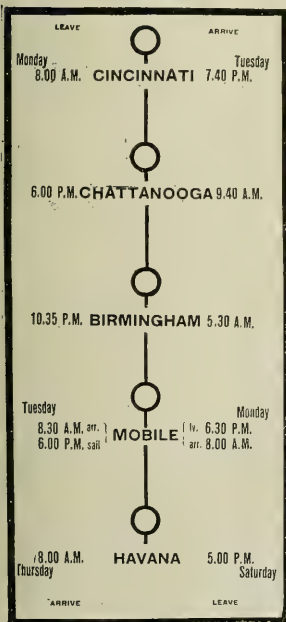 LEAVE ARRIVE
Monday Tuesday
8.00 A.M. CINCINNATI 7.40 P.M.
6.00 P.M. CHATTANOOGA 9.40 A.M.
10.35 P.M. BIRMINGHAM 5.30 A.M.
Tuesday Monday
8.30 A.M. arr. lv. 6.30 P.M.
MOBILE
6.00 P.M. sail arr. 8.00 A.M.
8.00 A.M. HAVANA 5.00 P.M.
Thursday Saturday
ARRIVE LEAVE